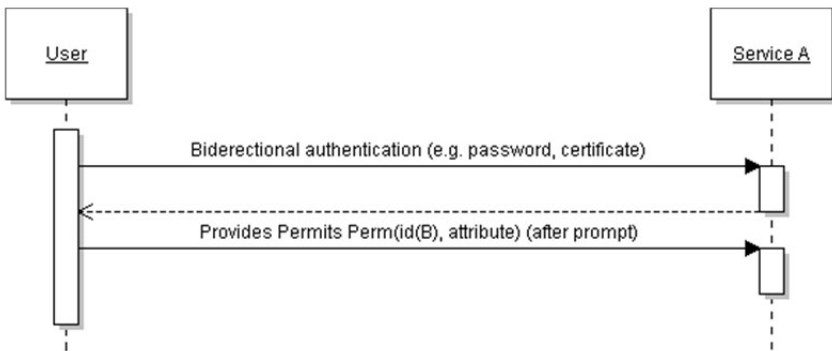 User
Service A
Biderectional authentication (e.g. password, certificate)
Provides Permits Perm(id(B), attribute) (after prompt)